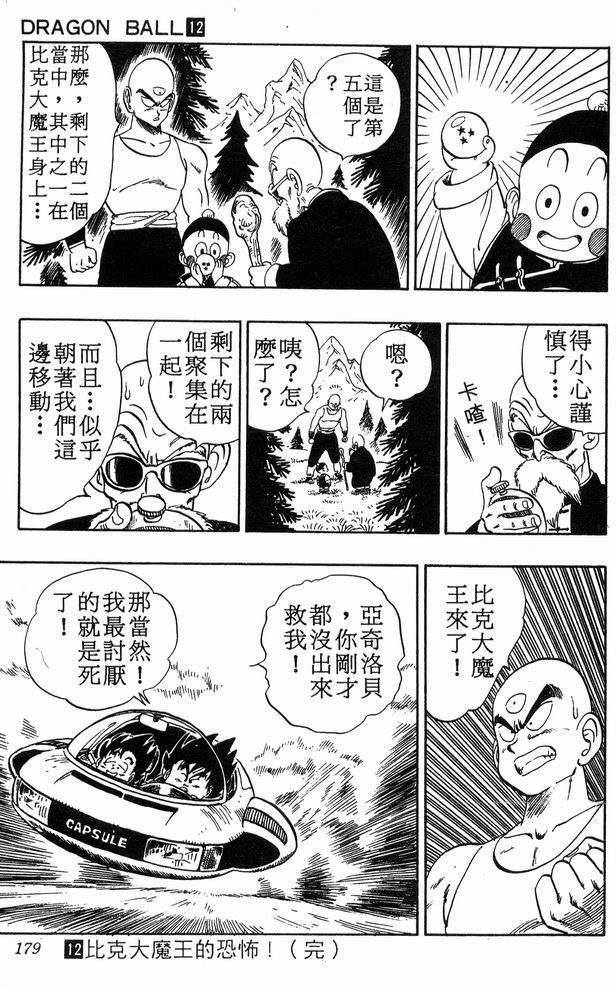 DRAGON BALL 12
這是第
五個了
？
那麼，剩下的二個
當中，其中之一在
比克大魔王身上…
得小心謹
慎了…
卡喳！
嗯？
咦？怎
麼了？
剩下的兩
個聚集在
一起！
而且…似乎
朝著我們這
邊移動…
比克大魔
王來了！
亞奇洛貝
，你剛才
都沒出來
救我！
那當然！
我最討厭
的就是死
了！
CAPSULE
179
12比克大魔王的恐怖！（完）